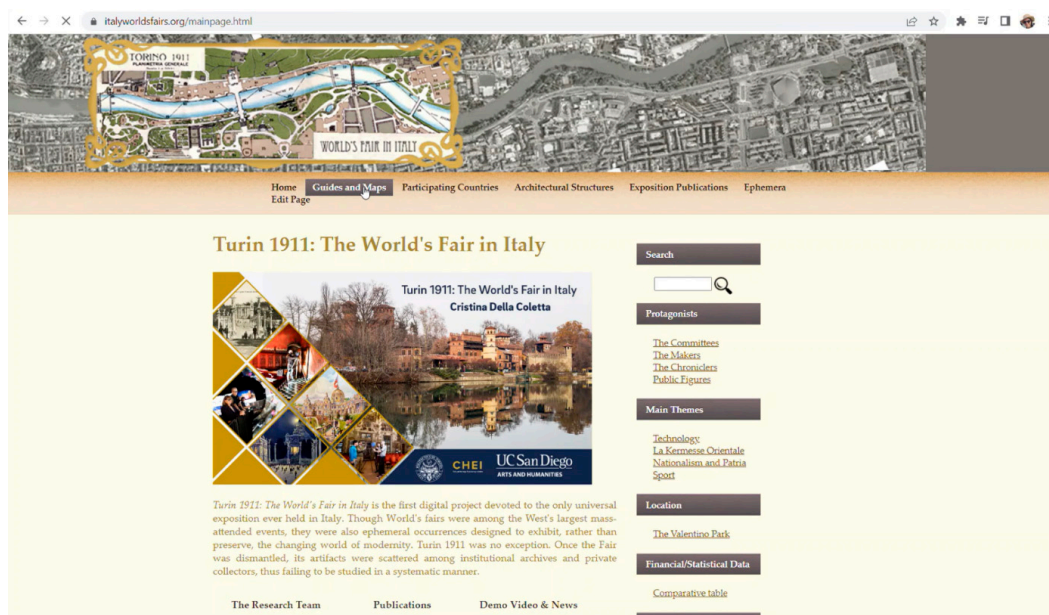 italyworldsfairs.org/mainpage.html
TORINO 1911
PLANIMETRIA GENERALE
WORLD'S FAIR IN ITALY
Home Guides and Maps Participating Countries Architectural Structures Exposition Publications Ephemera
Edit Page
Turin 1911: The World's Fair in Italy
Turin 1911: The World's Fair in Italy
Cristina Della Coletta
CHEI UC San Diego
ARTS AND HUMANITIES
Turin 1911: The World's Fair in Italy is the first digital project devoted to the only universal
exposition ever held in Italy. Though World's fairs were among the West's largest mass-
attended events, they were also ephemeral occurrences designed to exhibit, rather than
preserve, the changing world of modernity. Turin 1911 was no exception. Once the Fair
was dismantled, its artifacts were scattered among institutional archives and private
collectors, thus failing to be studied in a systematic manner.
The Research Team Publications Demo Video & News
Search
Protagonists
The Committees
The Makers
The Chroniclers
Public Figures
Main Themes
Technology
La Kermesse Orientale
Nationalism and Patria
Sport
Location
The Valentino Park
Financial/Statistical Data
Comparative table